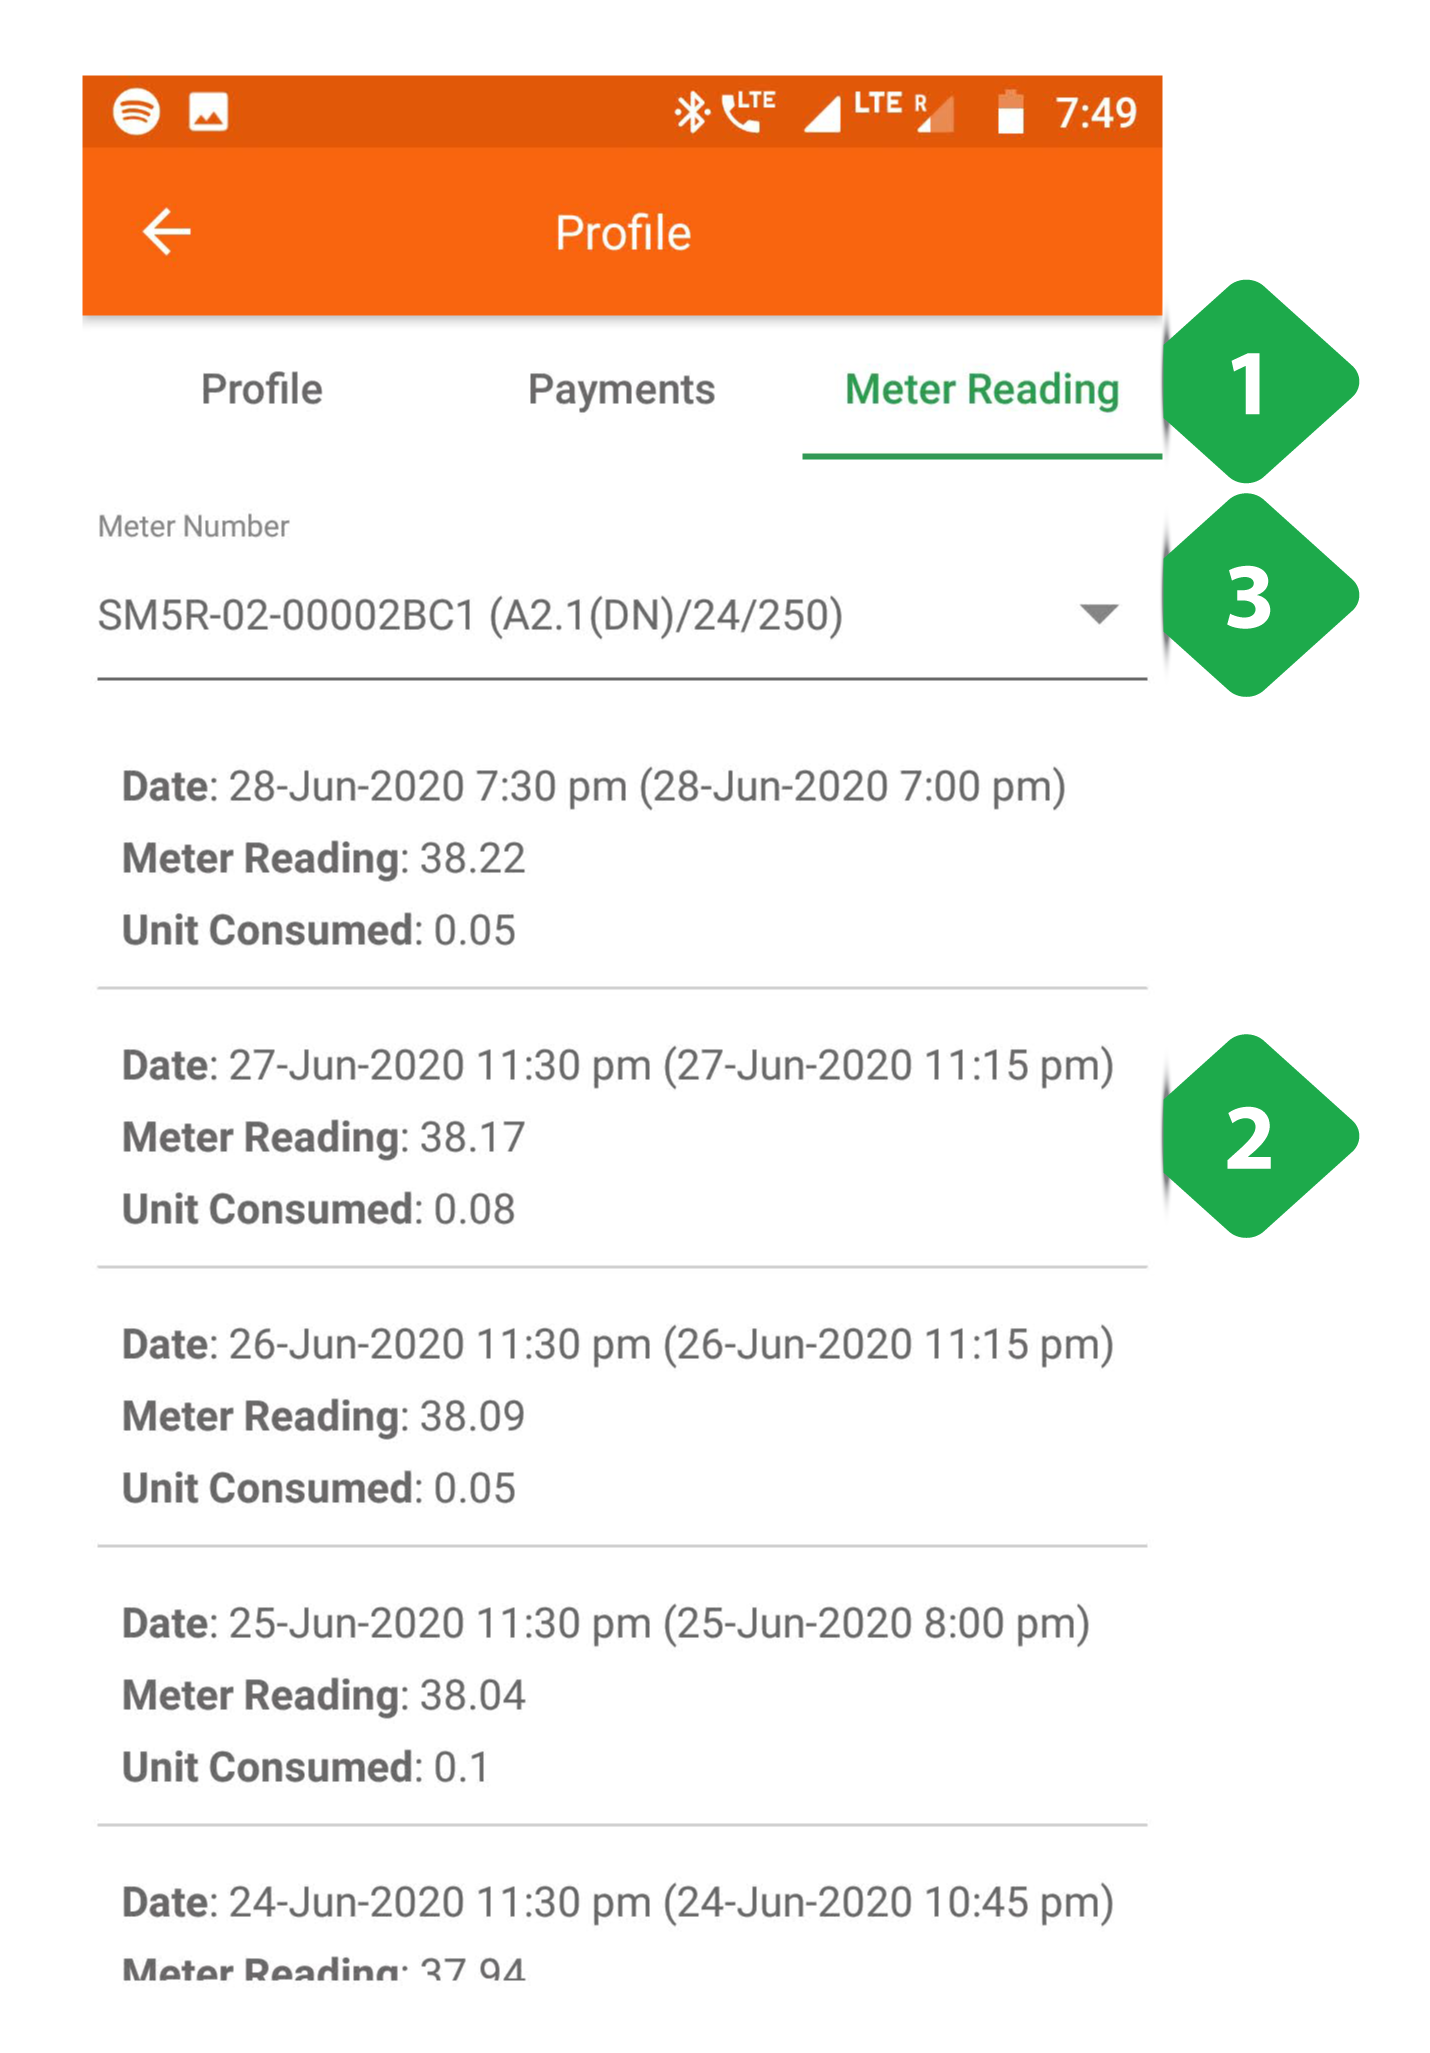 LTE LTE R 7:49
Profile
Profile Payments Meter Reading
1
Meter Number
SM5R-02-00002BC1 (A2.1(DN)/24/250)
3
Date: 28-Jun-2020 7:30 pm (28-Jun-2020 7:00 pm)
Meter Reading: 38.22
Unit Consumed: 0.05
Date: 27-Jun-2020 11:30 pm (27-Jun-2020 11:15 pm)
Meter Reading: 38.17
2
Unit Consumed: 0.08
Date: 26-Jun-2020 11:30 pm (26-Jun-2020 11:15 pm)
Meter Reading: 38.09
Unit Consumed: 0.05
Date: 25-Jun-2020 11:30 pm (25-Jun-2020 8:00 pm)
Meter Reading: 38.04
Unit Consumed: 0.1
Date: 24-Jun-2020 11:30 pm (24-Jun-2020 10:45 pm)
Meter Reading: 37.94